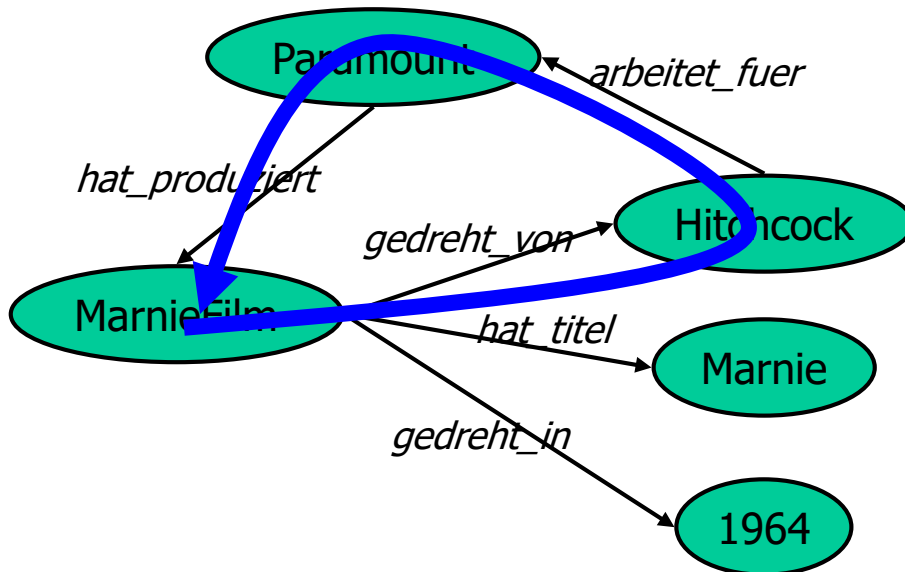 Paramount
arbeitet_fuer
hat_produziert
Hitchcock
gedreht_von
MarnieFilm
hat_titel
Marnie
gedreht_in
1964